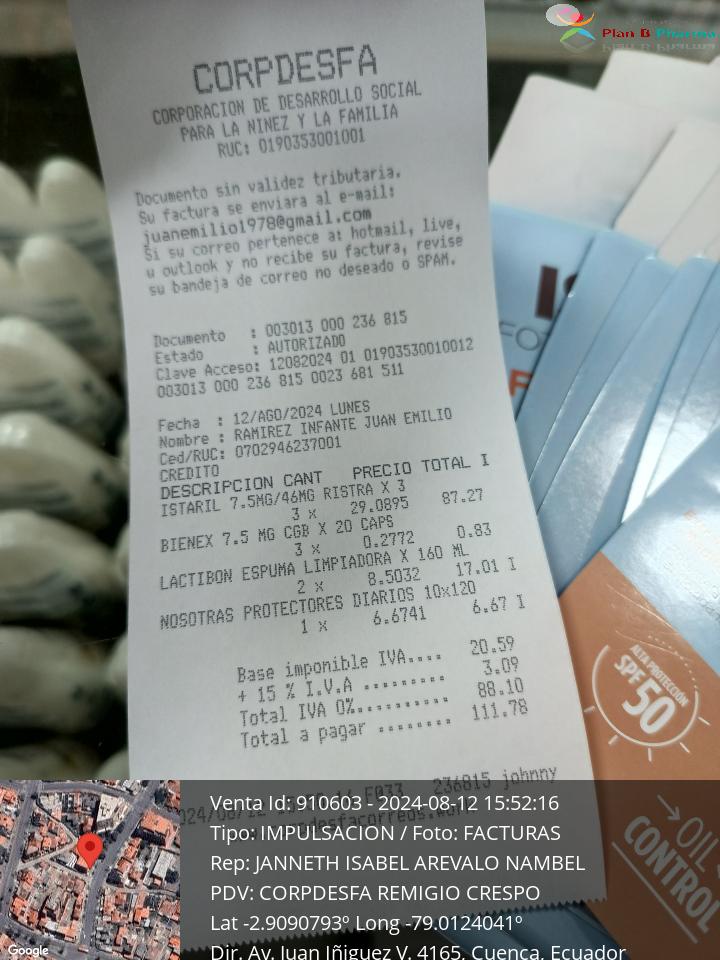 Plan B Pharma
CORPDESFA
CORPORACION DE DESARROLLO SOCIAL
PARA LA NINEZ Y LA FAMILIA
RUC: 0190353001001
Documento sin validez tributaria.
Su factura se enviara al e-mail:
juanemilio1978@gmail.com
Si su correo pertenece a: hotmail, live,
u outlook y no recibe su factura, revise
su bandeja de correo no deseado o SPAM.
Documento : 003013 000 236 815
Estado : AUTORIZADO
Clave Acceso: 12082024 01 01903530010012
003013 000 236 815 0023 681 511
Fecha : 12/AGO/2024 LUNES
Nombre : RAMIREZ INFANTE JUAN EMILIO
Ced/RUC: 0702946237001
CREDITO
DESCRIPCION CANT PRECIO TOTAL I
ISTARIL 7.5MG/46MG RISTRA X 3
3 x 29.0895 87.27
BIENEX 7.5 MG CGB X 20 CAPS
3 x 0.2772 0.83
LACTIBON ESPUMA LIMPIADORA X 160 ML
2 x 8.5032 17.01 I
NOSOTRAS PROTECTORES DIARIOS 10x120
1 x 6.6741 6.67 I
Base imponible IVA.... 20.59
+ 15 % I.V.A ......... 3.09
Total IVA 0%.......... 88.10
Total a pagar ........ 111.78
236815 johnny
ALTA PROTECCIÓN
SPF
50
OIL
CONTROL
Venta Id: 910603 - 2024-08-12 15:52:16
Tipo: IMPULSACION / Foto: FACTURAS
Rep: JANNETH ISABEL AREVALO NAMBEL
PDV: CORPDESFA REMIGIO CRESPO
Lat -2.9090793º Long -79.0124041º
Dir. Av. Juan Iñiguez V. 4165, Cuenca, Ecuador
Google